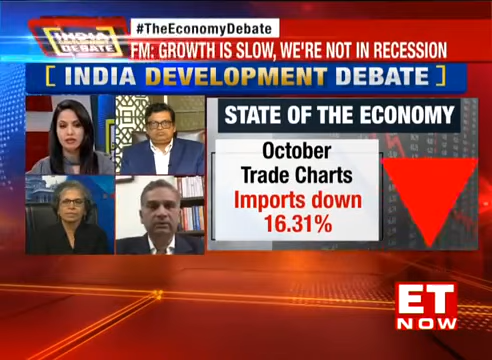 INDIA
DEBATE
#TheEconomyDebate
FM: GROWTH IS SLOW, WE'RE NOT IN RECESSION
[ INDIA DEVELOPMENT DEBATE ]
STATE OF THE ECONOMY
October
Trade Charts
Imports down
16.31%
ET
NOW